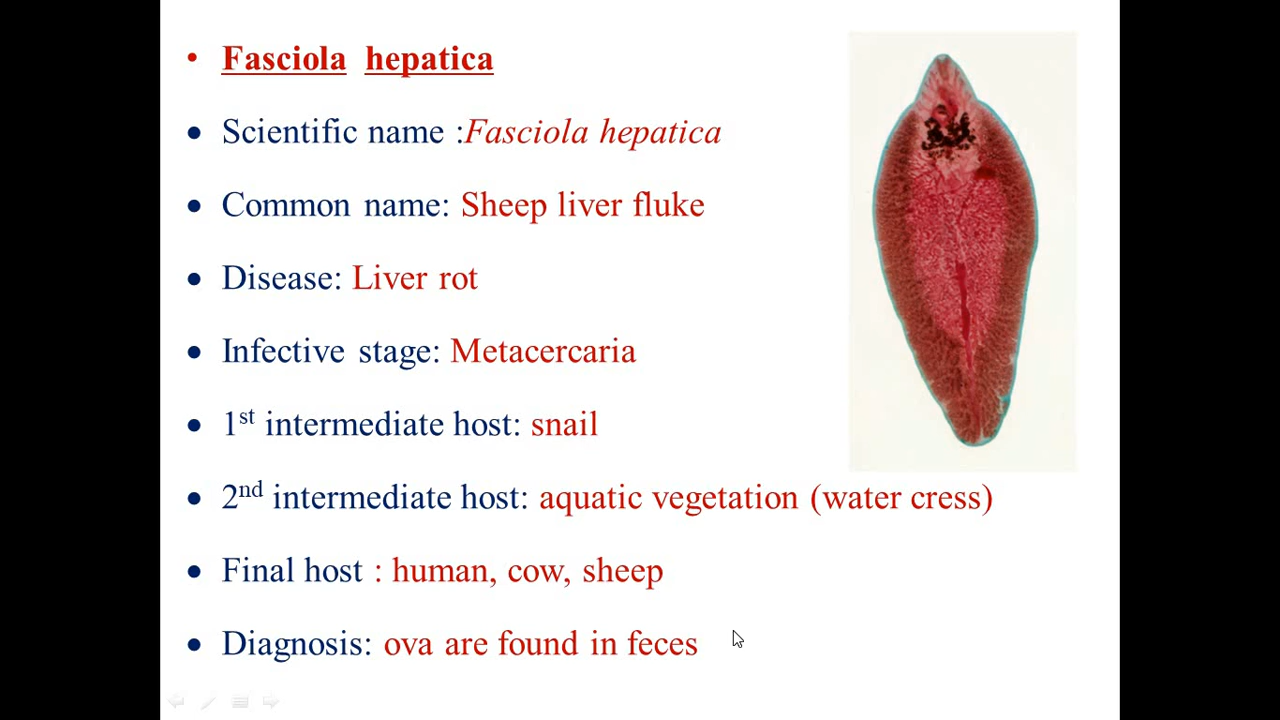 • Fasciola hepatica
• Scientific name :Fasciola hepatica
• Common name: Sheep liver fluke
• Disease: Liver rot
• Infective stage: Metacercaria
• 1st intermediate host: snail
• 2nd intermediate host: aquatic vegetation (water cress)
• Final host : human, cow, sheep
• Diagnosis: ova are found in feces